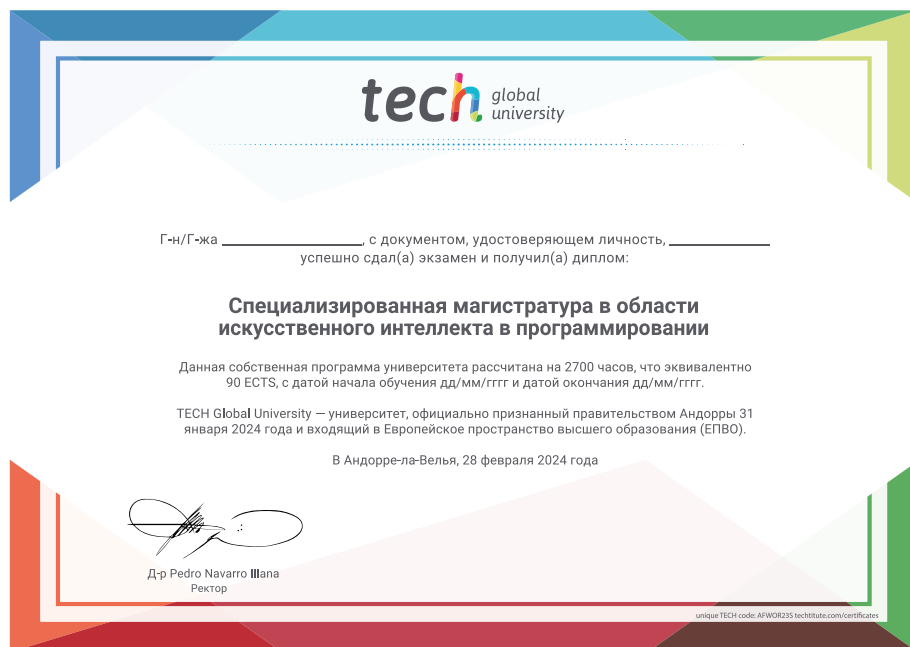 tech global
university
Г-н/Г-жа ____________________, с документом, удостоверяющем личность, ______________
успешно сдал(а) экзамен и получил(а) диплом:
Специализированная магистратура в области
искусственного интеллекта в программировании
Данная собственная программа университета рассчитана на 2700 часов, что эквивалентно
90 ECTS, с датой начала обучения дд/мм/гггг и датой окончания дд/мм/гггг.
TECH Global University — университет, официально признанный правительством Андорры 31
января 2024 года и входящий в Европейское пространство высшего образования (ЕПВО).
В Андорре-ла-Велья, 28 февраля 2024 года
Д-р Pedro Navarro Illana
Ректор
unique TECH code: AFWOR23S techtitute.com/certificates